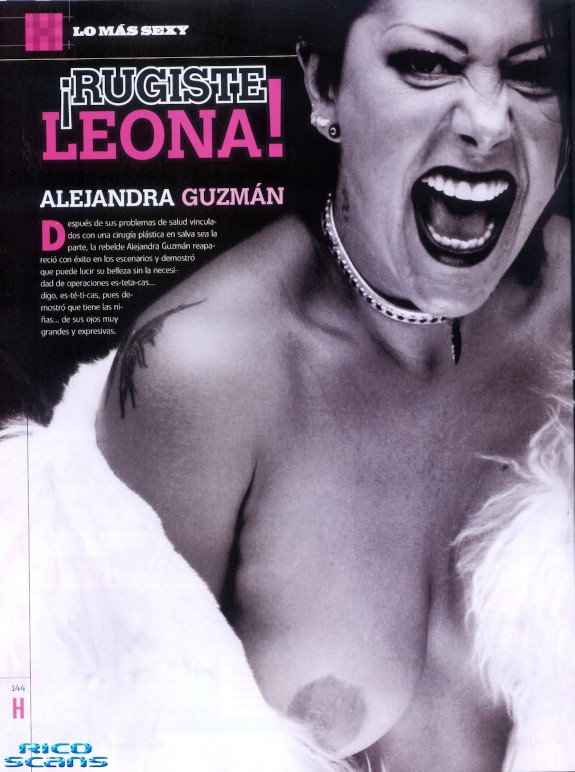 LO MÁS SEXY
¡RUGISTE
LEONA!
ALEJANDRA GUZMÁN
Después de sus problemas de salud vincula-
dos con una cirugía plástica en salva sea la
parte, la rebelde Alejandra Guzmán reapa-
reció con éxito en los escenarios y demostró
que puede lucir su belleza sin la necesi-
dad de operaciones es-teta-cas...
digo, es-té-ti-cas, pues de-
mostró que tiene las ni-
ñas... de sus ojos muy
grandes y expresivas.
144
H
RICO
SCANS